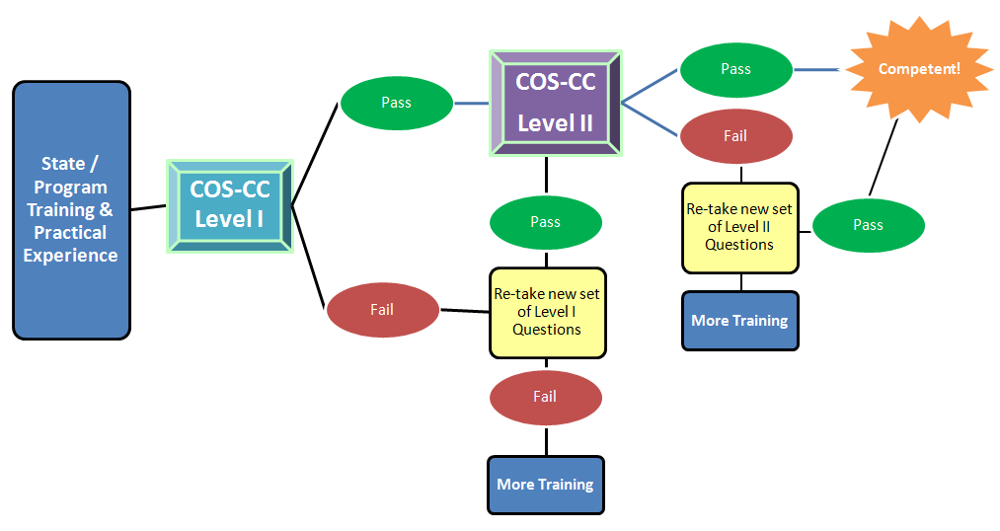 State /
Program
Training &
Practical
Experience
COS-CC
Level I
Pass
Fail
COS-CC
Level II
Pass
Re-take new set
of Level I
Questions
Fail
More Training
Pass
Fail
Competent!
Re-take new set
of Level II
Questions
Pass
More Training